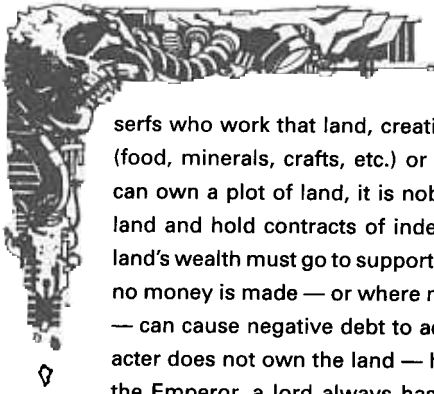 serfs who work that land, creati
(food, minerals, crafts, etc.) or
can own a plot of land, it is nob
land and hold contracts of inde
land's wealth must go to support
no money is made — or where n
— can cause negative debt to ac
acter does not own the land — h
the Emperor, a lord always has